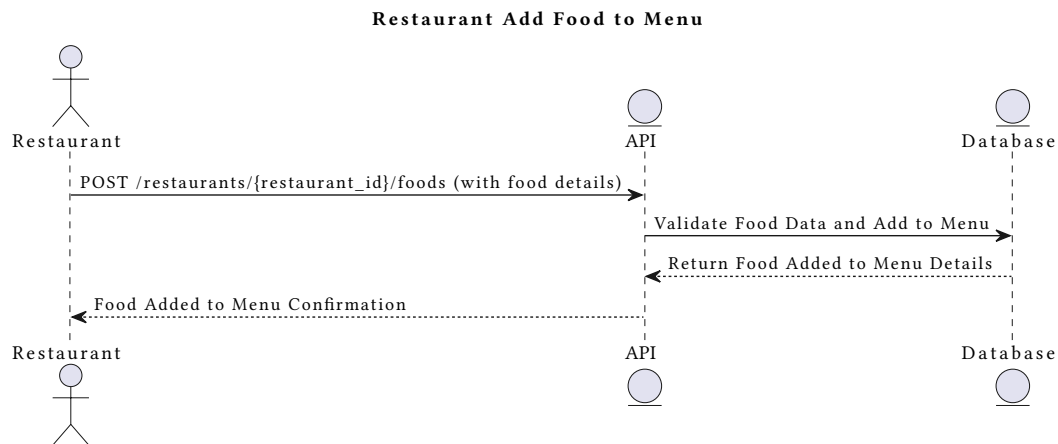 Restaurant Add Food to Menu
Restaurant
API
Database
POST /restaurants/{restaurant_id}/foods (with food details)
Validate Food Data and Add to Menu
Return Food Added to Menu Details
Food Added to Menu Confirmation
Restaurant
API
Database